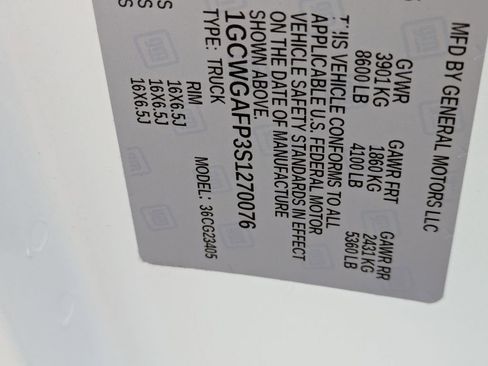 MFD BY GENERAL MOTORS LLC
GVWR GAWR FRT GAWR RR
3901 KG 1860 KG 2431 KG
8600 LB 4100 LB 5360 LB
THIS VEHICLE CONFORMS TO ALL
APPLICABLE U.S. FEDERAL MOTOR
VEHICLE SAFETY STANDARDS IN EFFECT
ON THE DATE OF MANUFACTURE
SHOWN ABOVE.
1GCWGAFP3S1270076
TYPE: TRUCK MODEL: 36CG23405
RIM
16X6.5J
16X6.5J
16X6.5J